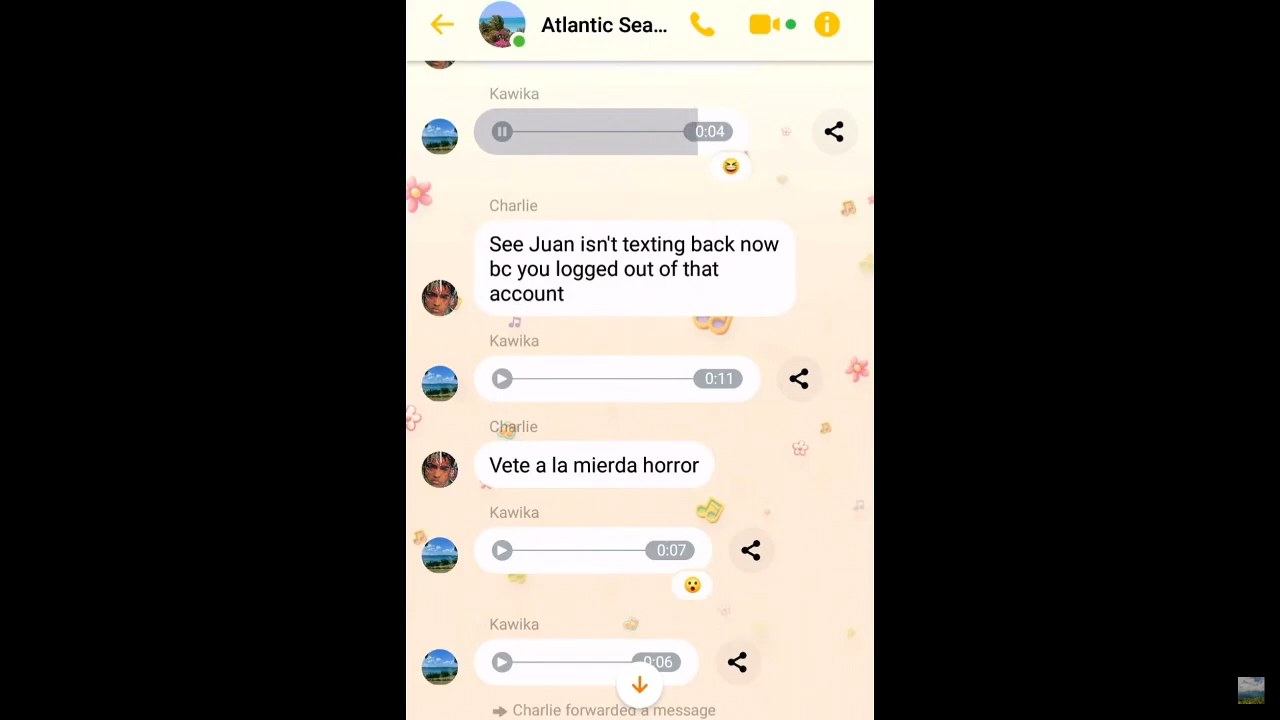 Atlantic Sea...
Kawika
0:04
Charlie
See Juan isn't texting back now
bc you logged out of that
account
Kawika
0:11
Charlie
Vete a la mierda horror
Kawika
0:07
Kawika
0:06
Charlie forwarded a message